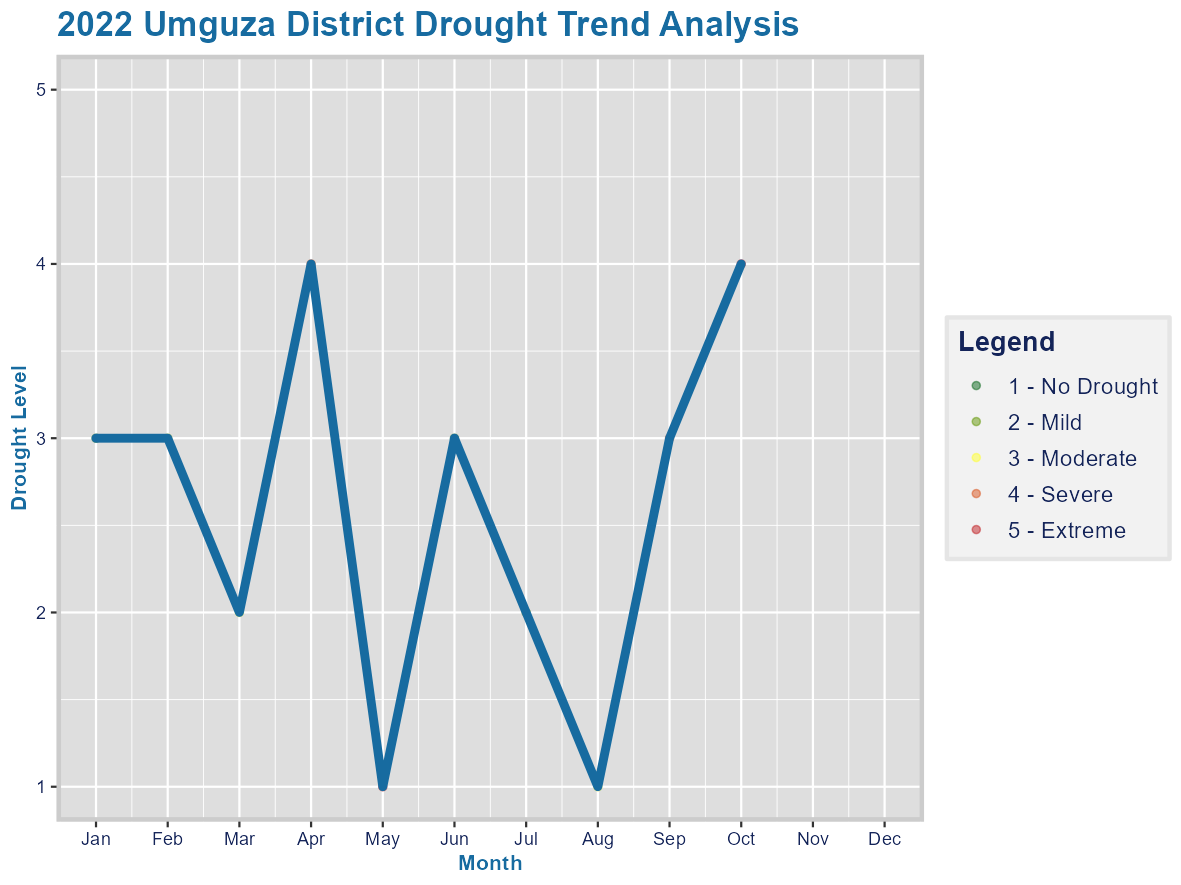 2022 Umguza District Drought Trend Analysis
Drought Level
5
4
3
2
1
Jan Feb Mar Apr May Jun Jul Aug Sep Oct Nov Dec
Month
Legend
1 - No Drought
2 - Mild
3 - Moderate
4 - Severe
5 - Extreme